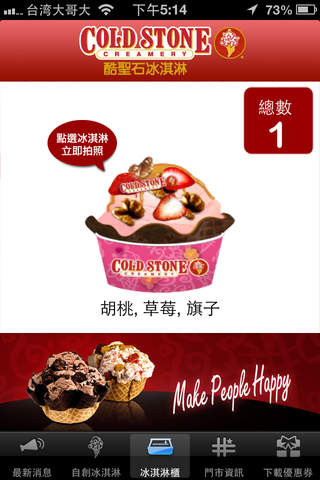 台湾大哥大
下午5:14
73%
COLD STONE
CREAMERY
酷聖石冰淇淋
總數
1
點選冰淇淋
立即拍照
COLD STONE
CREAMERY
COLD STONE
CREAMERY
胡桃, 草莓, 旗子
Make People Happy
最新消息
自創冰淇淋
冰淇淋櫃
門市資訊
下載優惠券